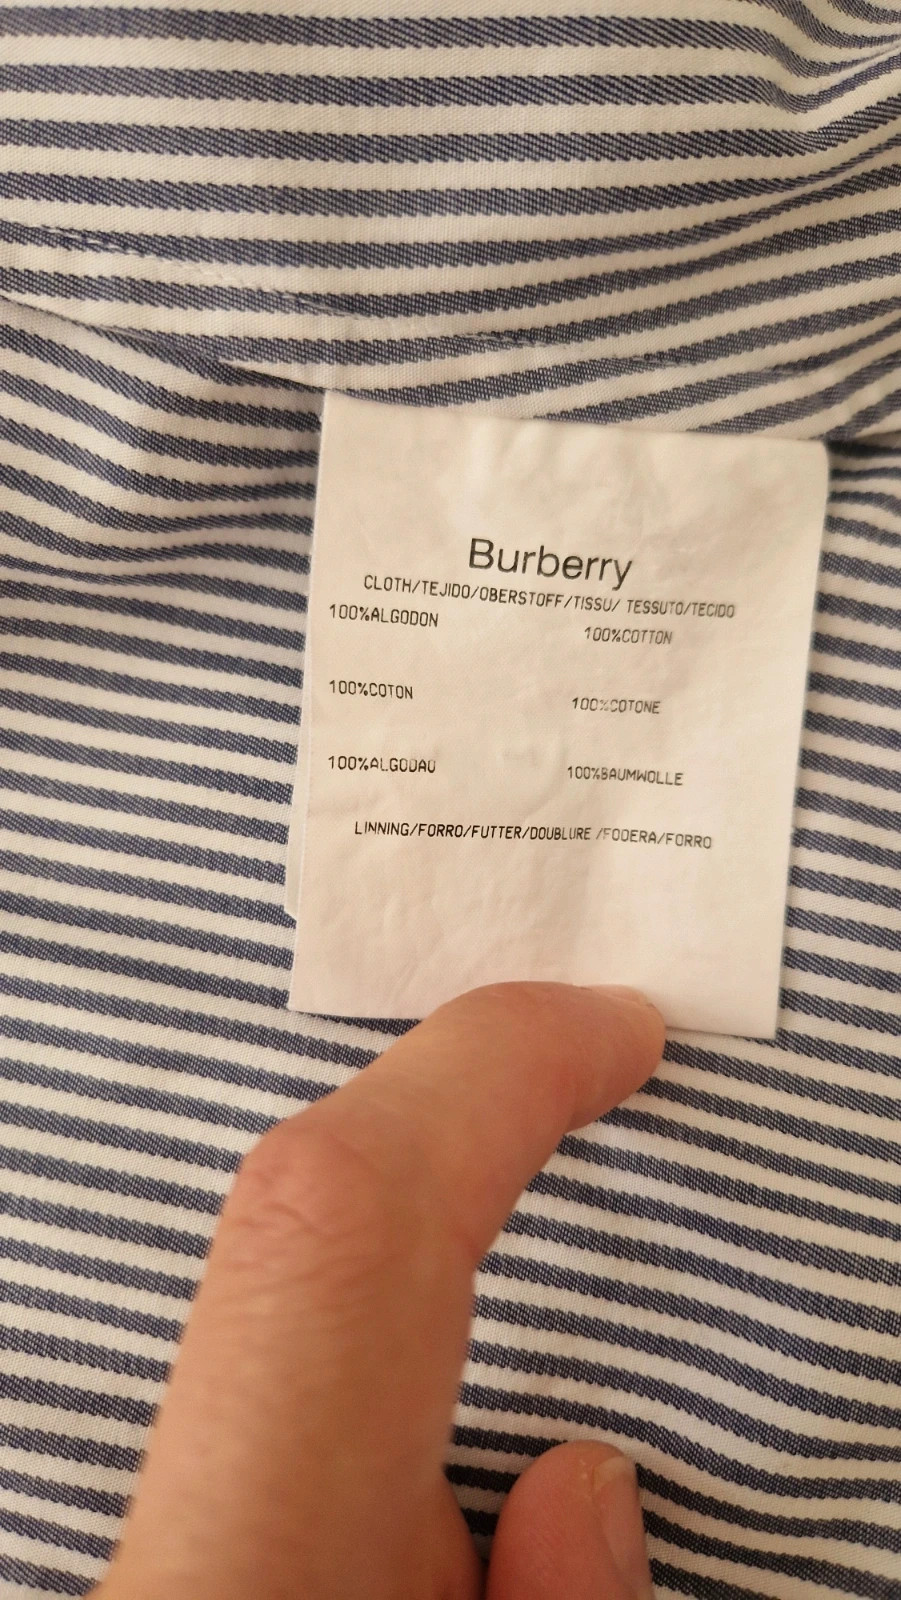 Burberry
CLOTH/TEJIDO/OBERSTOFF/TISSU/ TESSUTO/TECIDO
100%ALGODON 100%COTTON
100%COTON 100%COTONE
100%ALGODAO 100%BAUMWOLLE
LINNING/FORRO/FUTTER/DOUBLURE /FODERA/FORRO